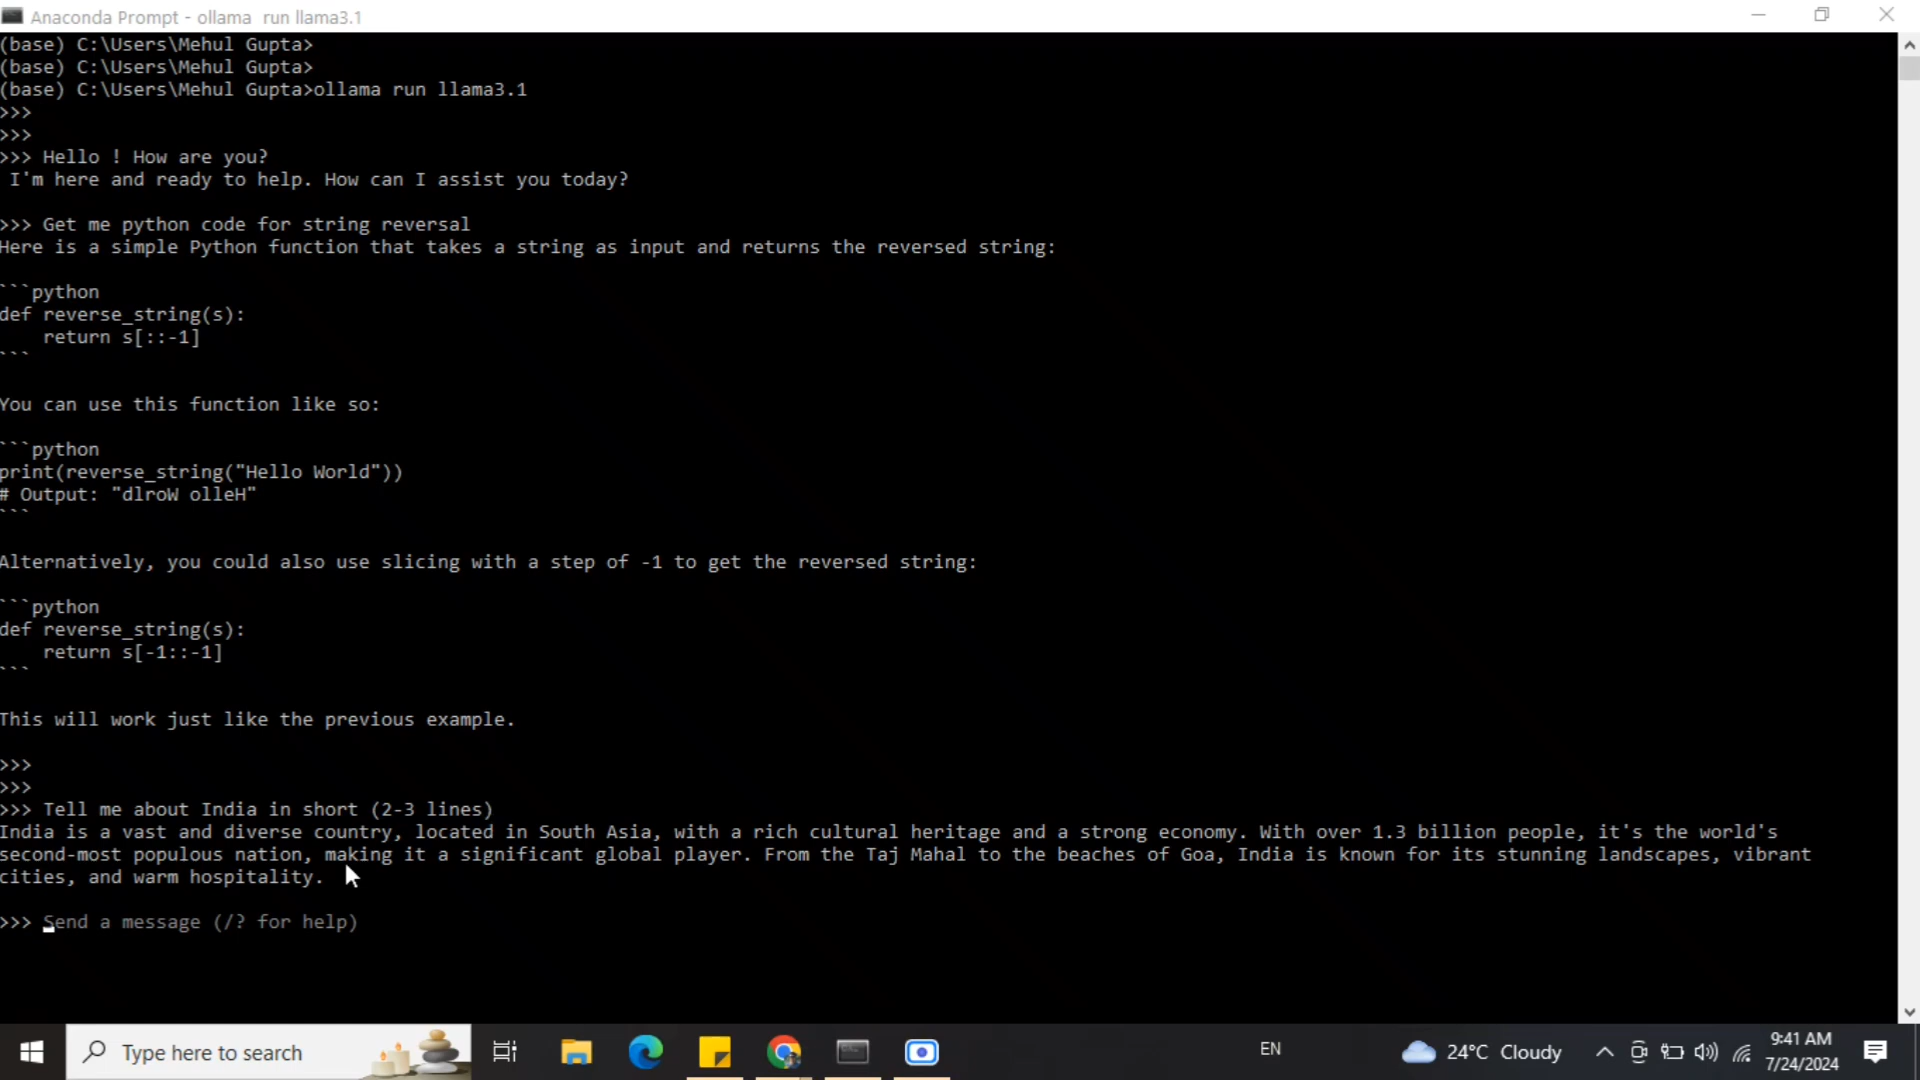 Anaconda Prompt - ollama  run llama3.1
(base) C:\Users\Mehul Gupta>
(base) C:\Users\Mehul Gupta>
(base) C:\Users\Mehul Gupta>ollama run llama3.1
>>>
>>>
>>> Hello ! How are you?
I'm here and ready to help. How can I assist you today?
>>> Get me python code for string reversal
Here is a simple Python function that takes a string as input and returns the reversed string:
```python
def reverse_string(s):
    return s[::-1]
```
You can use this function like so:
```python
print(reverse_string("Hello World"))
# Output: "dlroW olleH"
```
Alternatively, you could also use slicing with a step of -1 to get the reversed string:
```python
def reverse_string(s):
    return s[-1::-1]
```
This will work just like the previous example.
>>>
>>>
>>> Tell me about India in short (2-3 lines)
India is a vast and diverse country, located in South Asia, with a rich cultural heritage and a strong economy. With over 1.3 billion people, it's the world's
second-most populous nation, making it a significant global player. From the Taj Mahal to the beaches of Goa, India is known for its stunning landscapes, vibrant
cities, and warm hospitality.
>>> Send a message (/? for help)
Type here to search
EN
24°C Cloudy
9:41 AM
7/24/2024